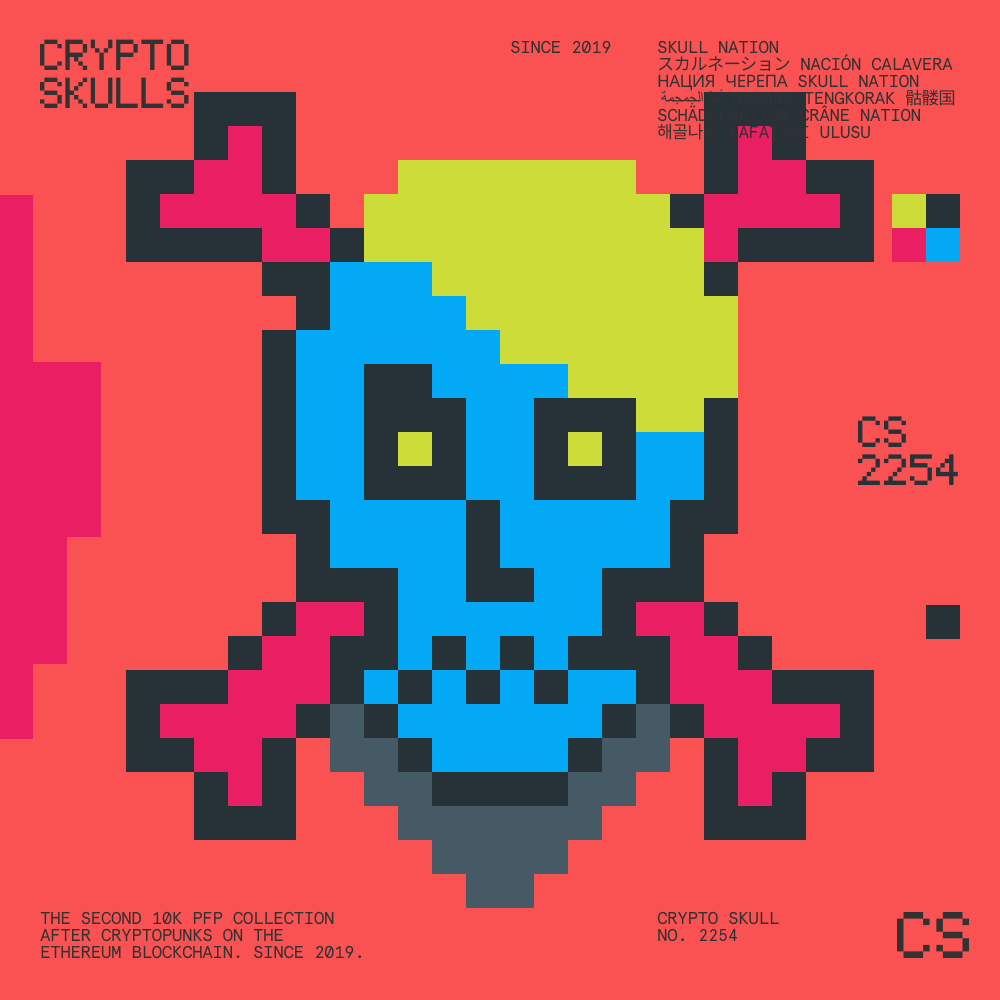 CRYPTO
SKULLS
SINCE 2019
SKULL NATION
スカルネーション NACIÓN CALAVERA
НАЦИЯ ЧЕРЕПА SKULL NATION
TENGKORAK 骷髅国
CRÂNE NATION
ULUSU
CS
2254
THE SECOND 10K PFP COLLECTION
AFTER CRYPTOPUNKS ON THE
ETHEREUM BLOCKCHAIN. SINCE 2019.
CRYPTO SKULL
NO. 2254
CS